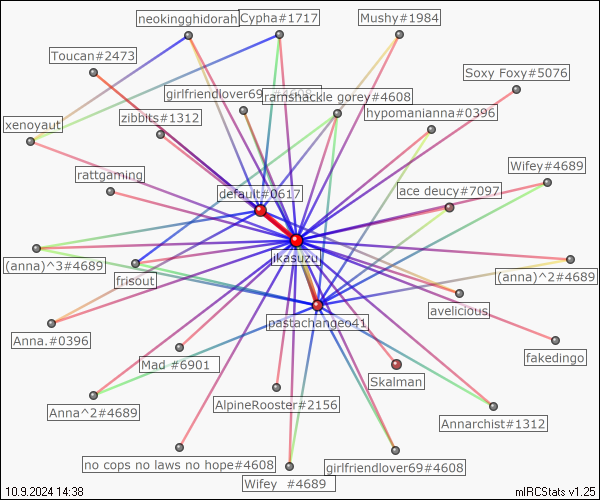 neokingghidorah
Cypha#1717
Mushy#1984
Toucan#2473
Soxy Foxy#5076
girlfriendlover69
ramshackle gorey#4608
hypomanianna#0396
zibbits#1312
xenoyaut
Wifey#4689
rattgaming
default#0617
ace deucy#7097
ikasuzu
(anna)^3#4689
frisout
(anna)^2#4689
avelicious
pastachangeo41
Anna.#0396
fakedingo
Mad #6901
Skalman
AlpineRooster#2156
Anna^2#4689
Annarchist#1312
no cops no laws no hope#4608
girlfriendlover69#4608
Wifey #4689
10.9.2024 14:38
mIRCStats v1.25